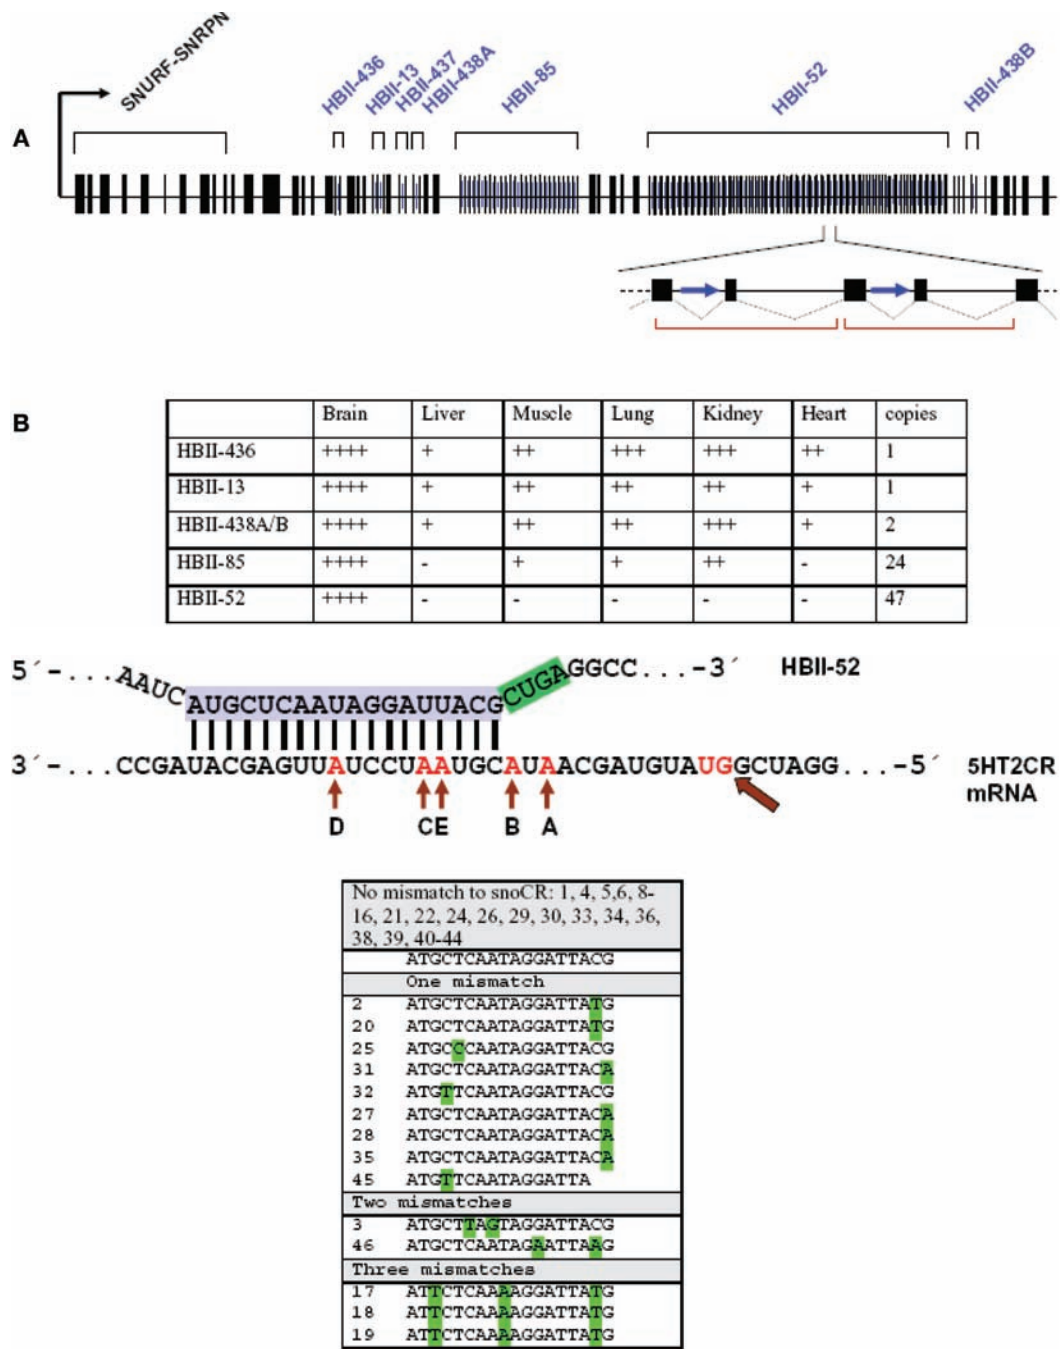 SNURF-SNRPN
HBII-436
HBII-13
HBII-437
HBII-438A
HBII-85
HBII-52
HBII-438B
A
B
Brain Liver Muscle Lung Kidney Heart copies
HBII-436 ++++ + ++ +++ +++ ++ 1
HBII-13 ++++ + ++ ++ ++ + 1
HBII-438A/B ++++ + ++ ++ +++ + 2
HBII-85 ++++ - + + ++ - 24
HBII-52 ++++ - - - - - 47
5´-...AAUCAUGCUCAAUAGGAUUACGCUGAGGCC...-3´ HBII-52
3´-...CCGAUACGAGUUAUCCUAAUGCAUAACGAUGUAUGGCUAGG...-5´ 5HT2CR
mRNA
D C E B A
No mismatch to snoCR: 1, 4, 5,6, 8-
16, 21, 22, 24, 26, 29, 30, 33, 34, 36,
38, 39, 40-44
ATGCTCAATAGGATTACG
One mismatch
2 ATGCTCAATAGGATTATG
20 ATGCTCAATAGGATTATG
25 ATGCCCAATAGGATTACG
31 ATGCTCAATAGGATTACA
32 ATGTTCAATAGGATTACG
27 ATGCTCAATAGGATTACA
28 ATGCTCAATAGGATTACA
35 ATGCTCAATAGGATTACA
45 ATGTTCAATAGGATTA
Two mismatches
3 ATGCTTAGTAGGATTACG
46 ATGCTCAATAGAATTAAG
Three mismatches
17 ATTCTCAAAAGGATTATG
18 ATTCTCAAAAGGATTATG
19 ATTCTCAAAAGGATTATG